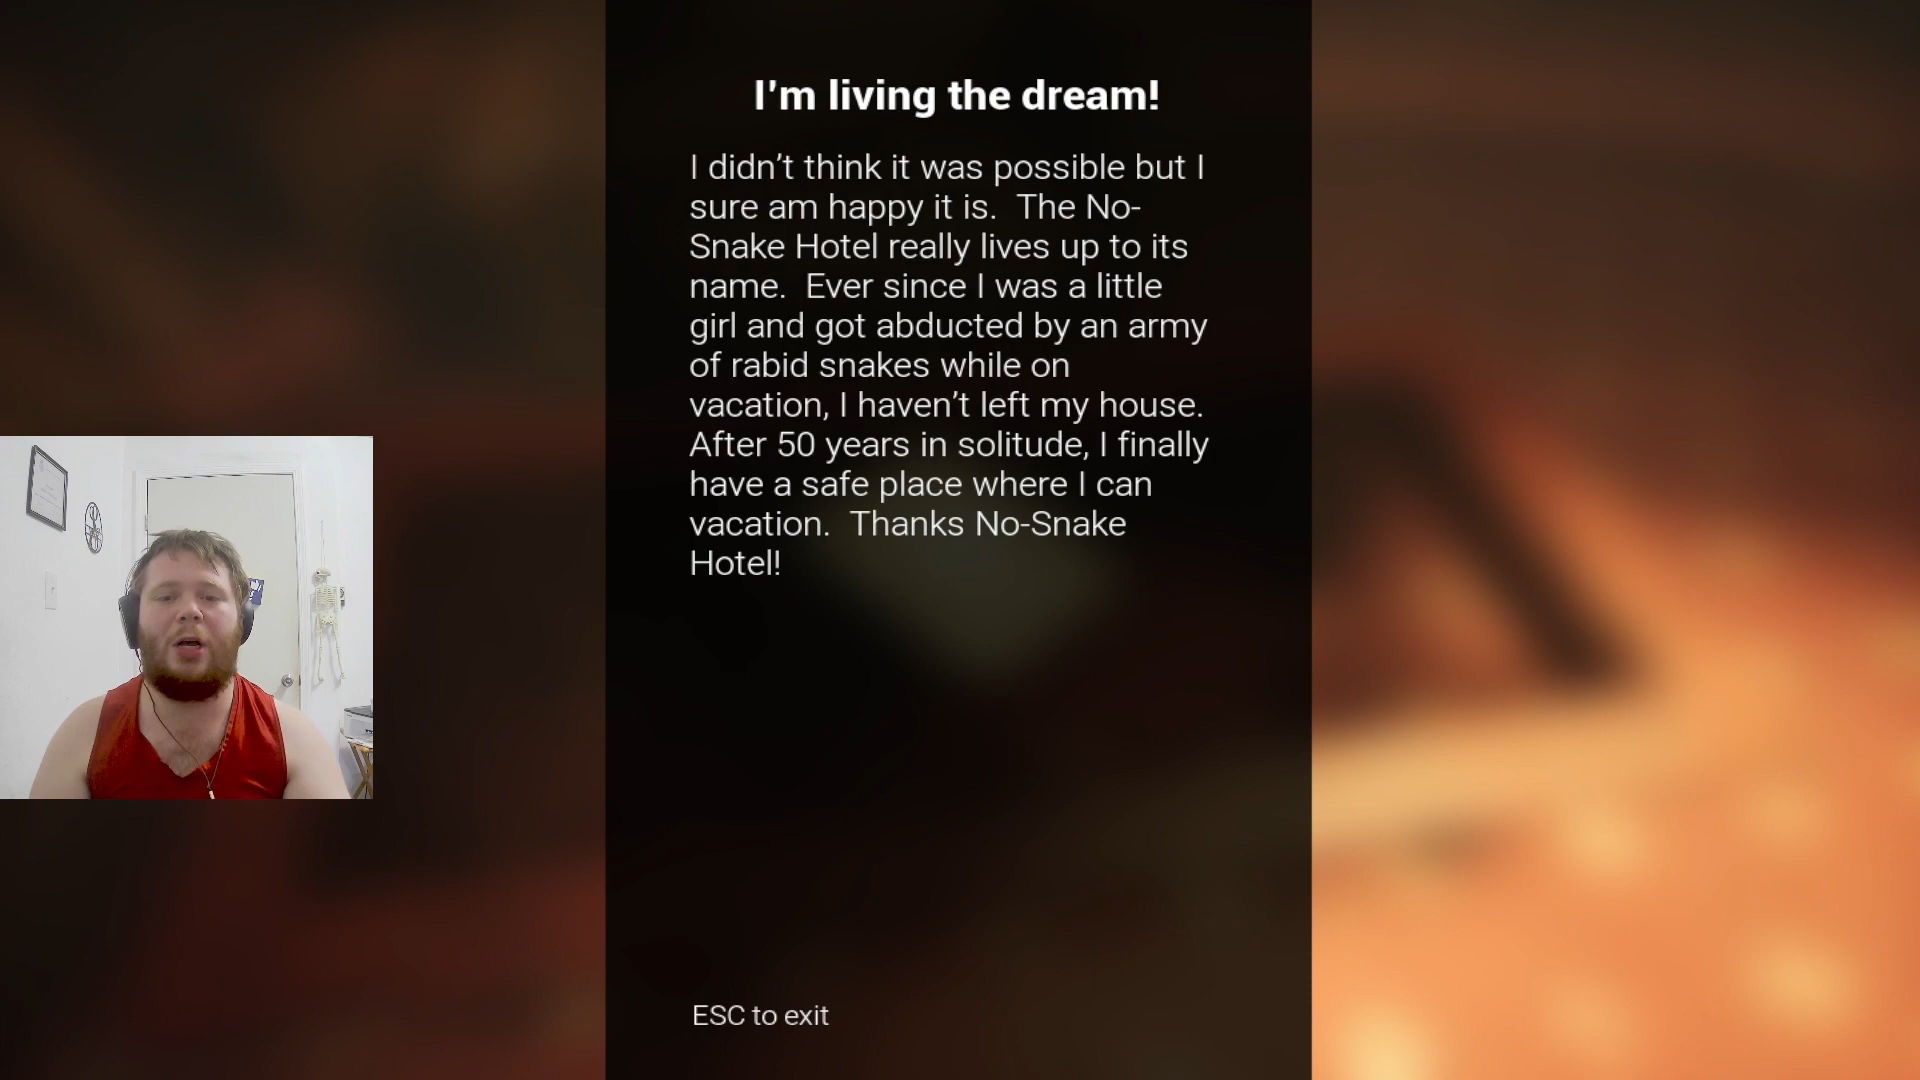 I'm living the dream!
I didn’t think it was possible but I
sure am happy it is.  The No-
Snake Hotel really lives up to its
name.  Ever since I was a little
girl and got abducted by an army
of rabid snakes while on
vacation, I haven’t left my house.
After 50 years in solitude, I finally
have a safe place where I can
vacation.  Thanks No-Snake
Hotel!
ESC to exit